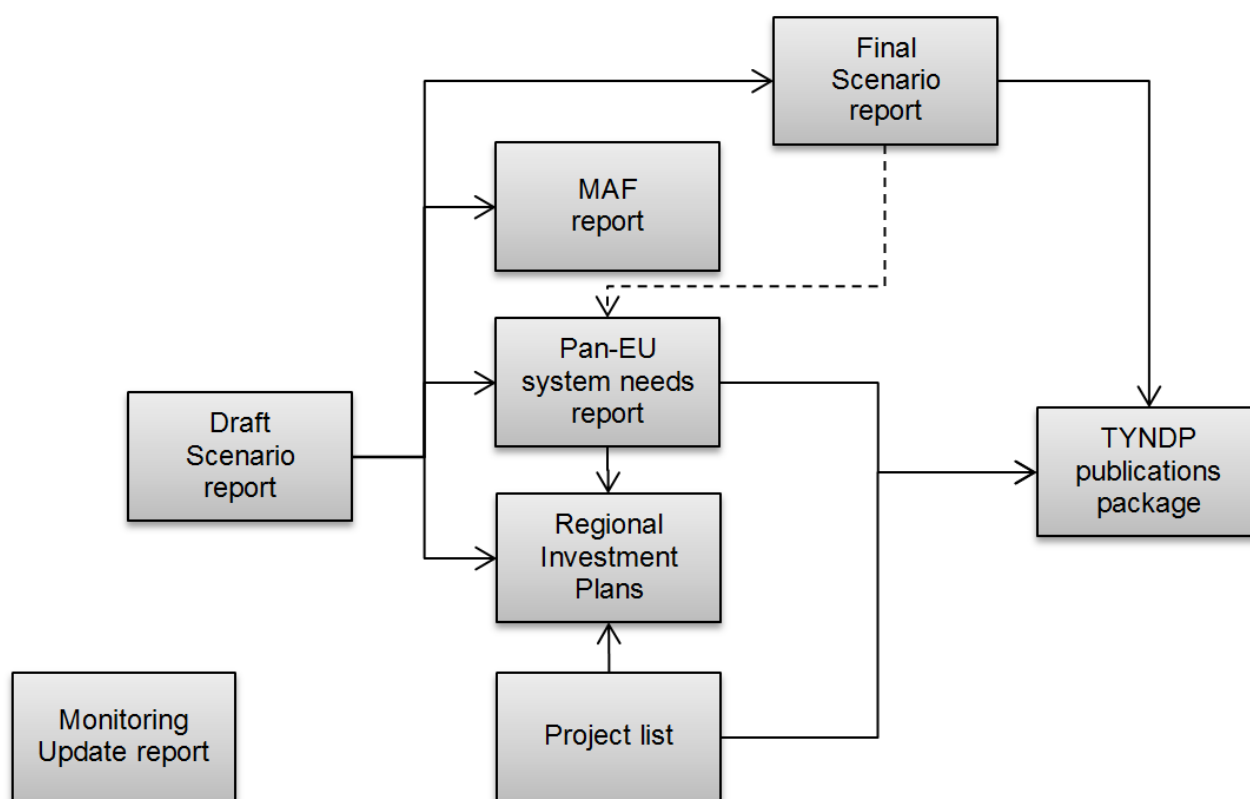 Final
Scenario
report
MAF
report
Pan-EU
system needs
report
Draft
Scenario
report
TYNDP
publications
package
Regional
Investment
Plans
Monitoring
Update report
Project list